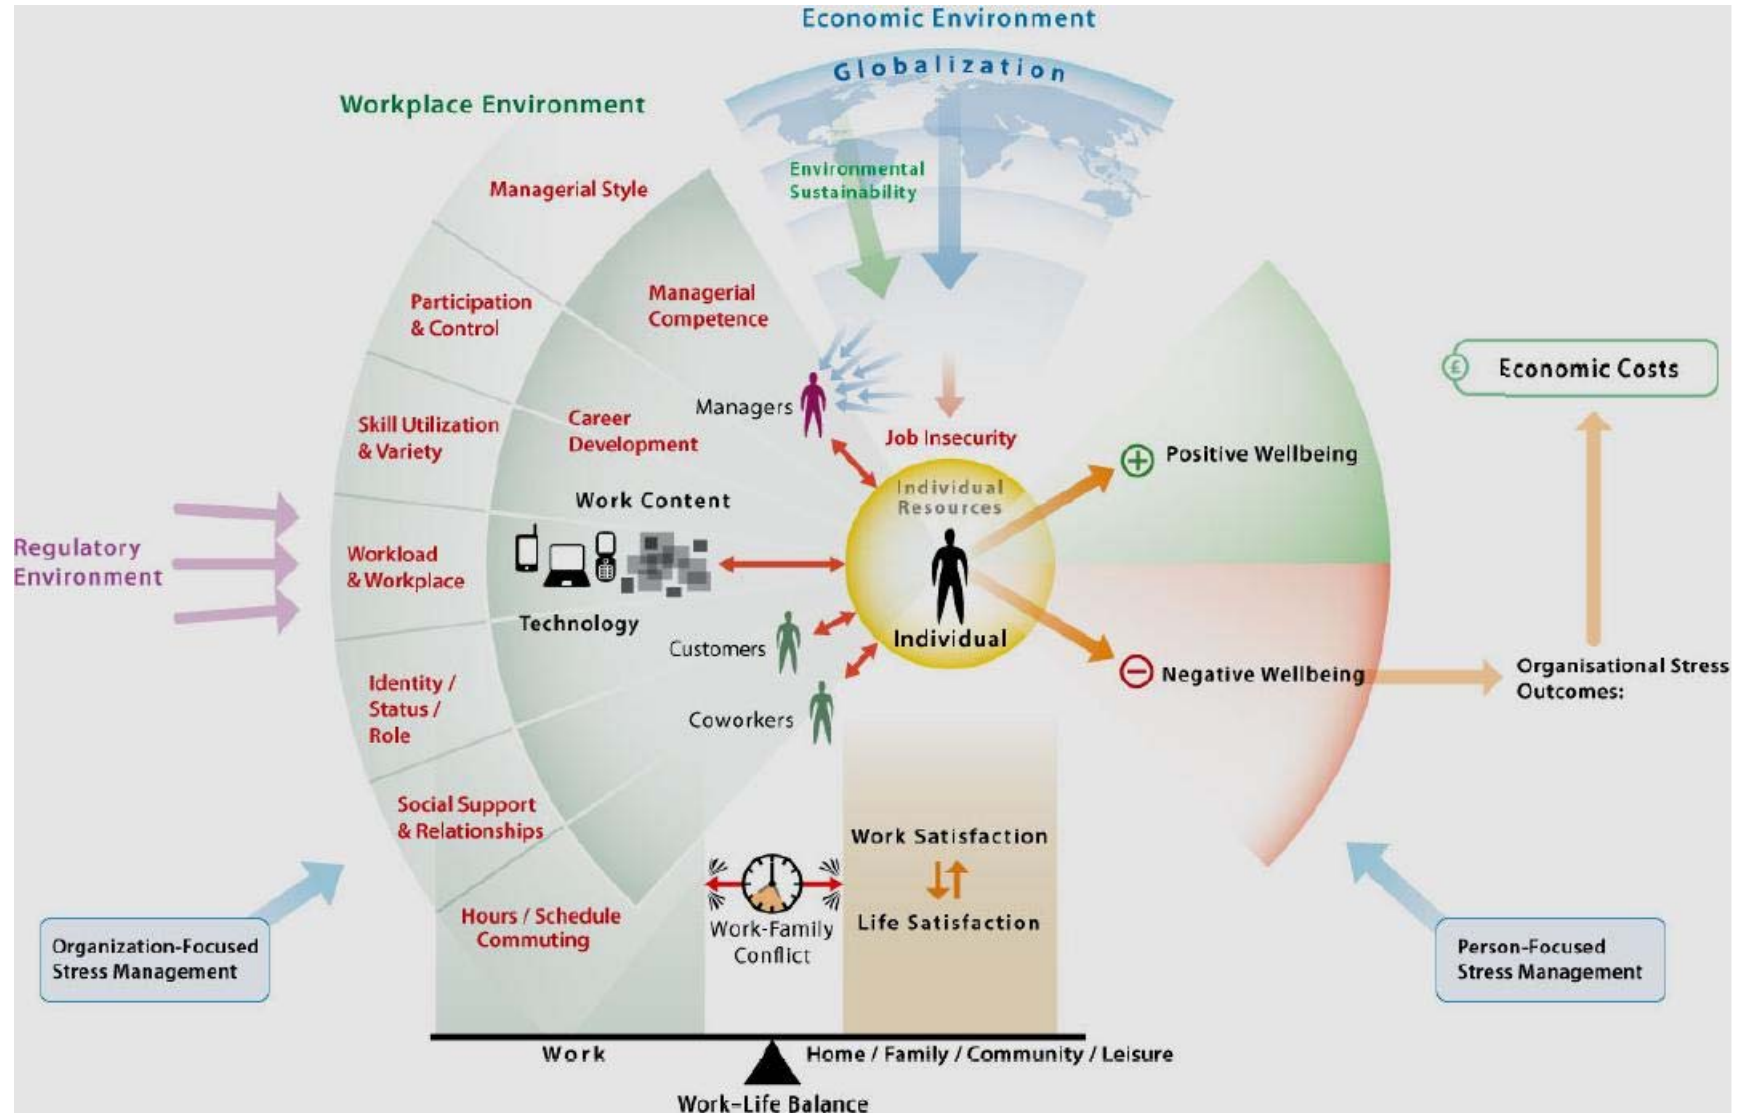 Economic Environment
Globalization
Workplace Environment
Environmental
Sustainability
Managerial Style
Managerial
Competence
Participation
& Control
Managers
Career
Development
Job Insecurity
Skill Utilization
& Variety
Work Content
Individual
Resources
Positive Wellbeing
£
Economic Costs
Regulatory
Environment
Workload
& Workplace
Technology
Customers
Individual
Negative Wellbeing
Organisational Stress
Outcomes:
Identity /
Status /
Role
Coworkers
Social Support
& Relationships
Work Satisfaction
Life Satisfaction
Hours / Schedule
Commuting
Work-Family
Conflict
Organization-Focused
Stress Management
Person-Focused
Stress Management
Work
Home / Family / Community / Leisure
Work–Life Balance